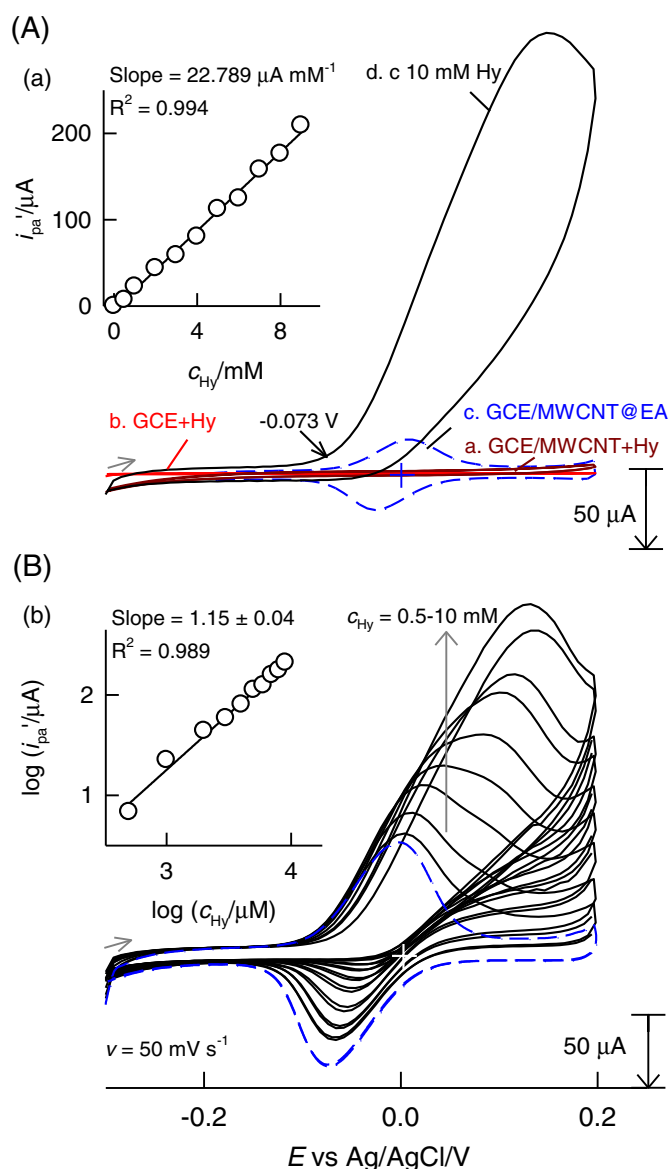 (A)
(a)
Slope = 22.789 µA mM⁻¹
R² = 0.994
d. c 10 mM Hy
200
100
0
iₚₐ'/µA
0 4 8
c_Hy/mM
b. GCE+Hy
-0.073 V
c. GCE/MWCNT@EA
a. GCE/MWCNT+Hy
50 µA
(B)
(b)
Slope = 1.15 ± 0.04
R² = 0.989
c_Hy = 0.5-10 mM
2
1
log (iₚₐ'/µA)
3 4
log (c_Hy/µM)
v = 50 mV s⁻¹
50 µA
-0.2 0.0 0.2
E vs Ag/AgCl/V